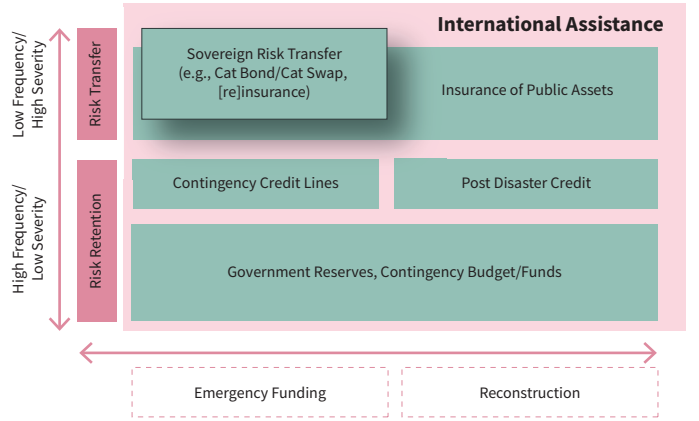 International Assistance
Low Frequency/
High Severity
Risk Transfer
Sovereign Risk Transfer
(e.g., Cat Bond/Cat Swap,
[re]insurance)
Insurance of Public Assets
High Frequency/
Low Severity
Risk Retention
Contingency Credit Lines
Post Disaster Credit
Government Reserves, Contingency Budget/Funds
Emergency Funding
Reconstruction